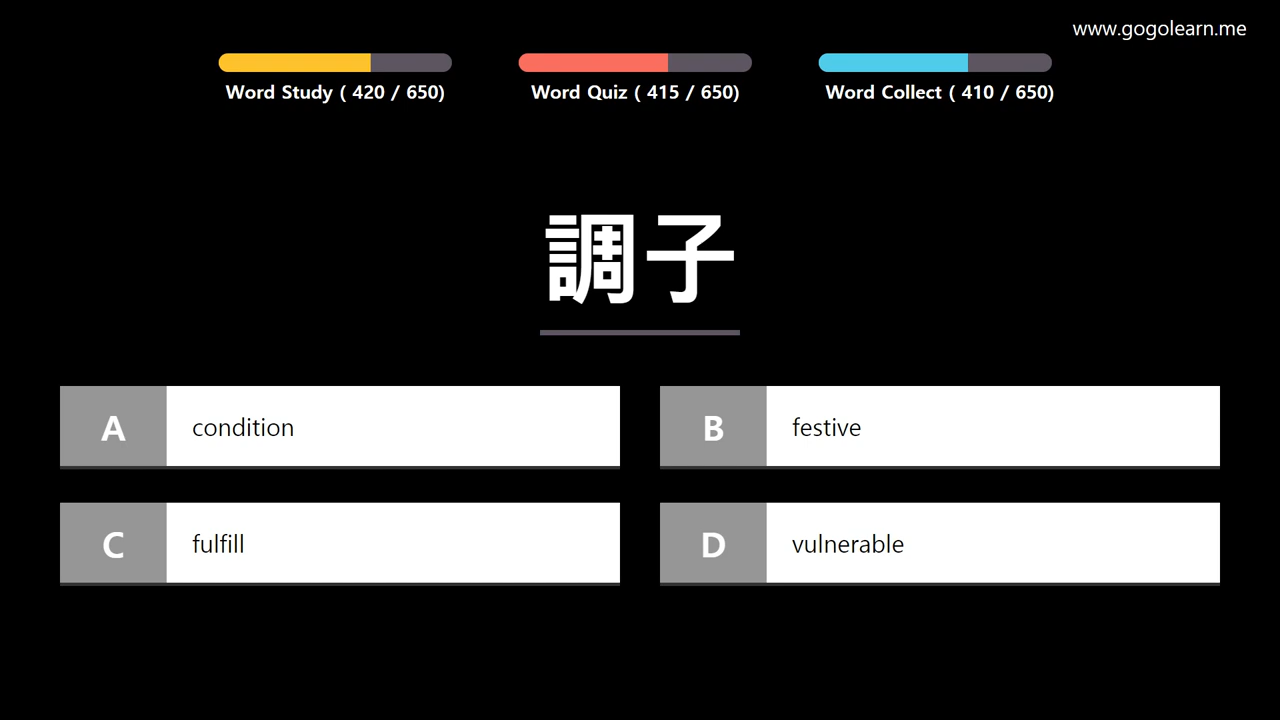 www.gogolearn.me
Word Study ( 420 / 650)
Word Quiz ( 415 / 650)
Word Collect ( 410 / 650)
調子
A condition
B festive
C fulfill
D vulnerable